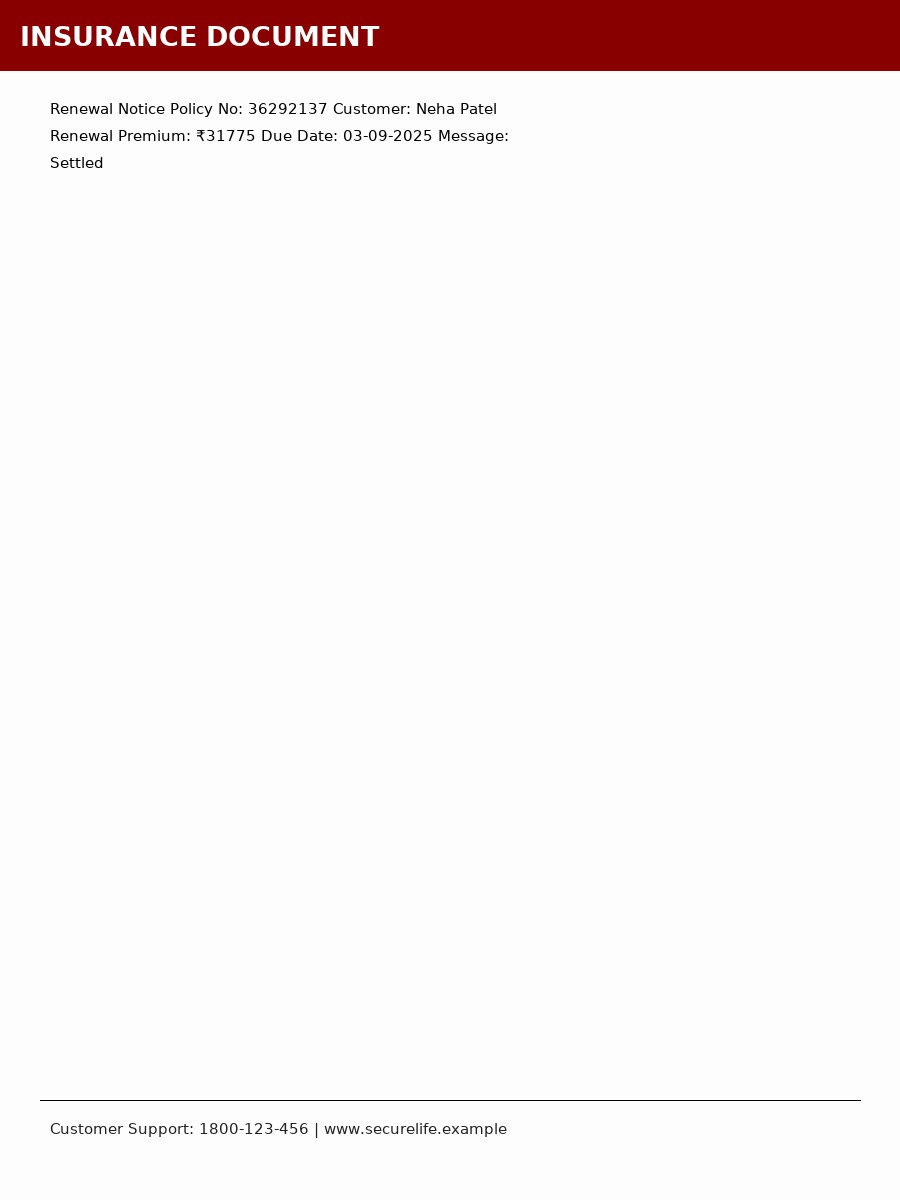 INSURANCE DOCUMENT
Renewal Notice Policy No: 36292137 Customer: Neha Patel
Renewal Premium: ₹31775 Due Date: 03-09-2025 Message:
Settled
Customer Support: 1800-123-456 | www.securelife.example